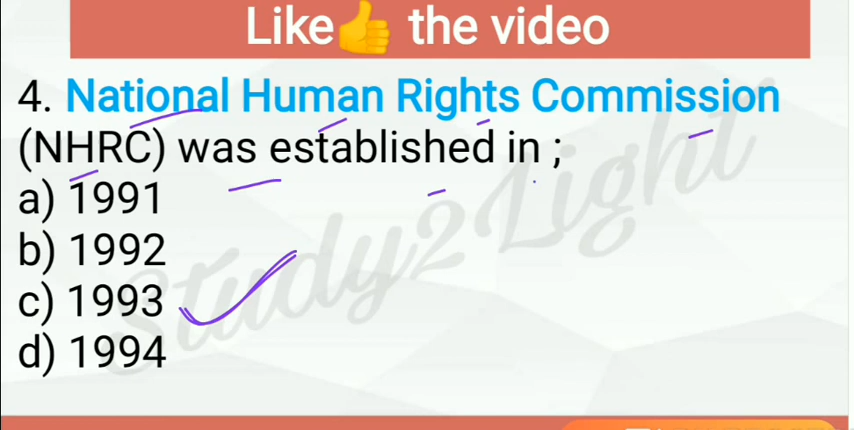 Like👍 the video
4. National Human Rights Commission
(NHRC) was established in ;
a) 1991
b) 1992
c) 1993
d) 1994
Study2Light